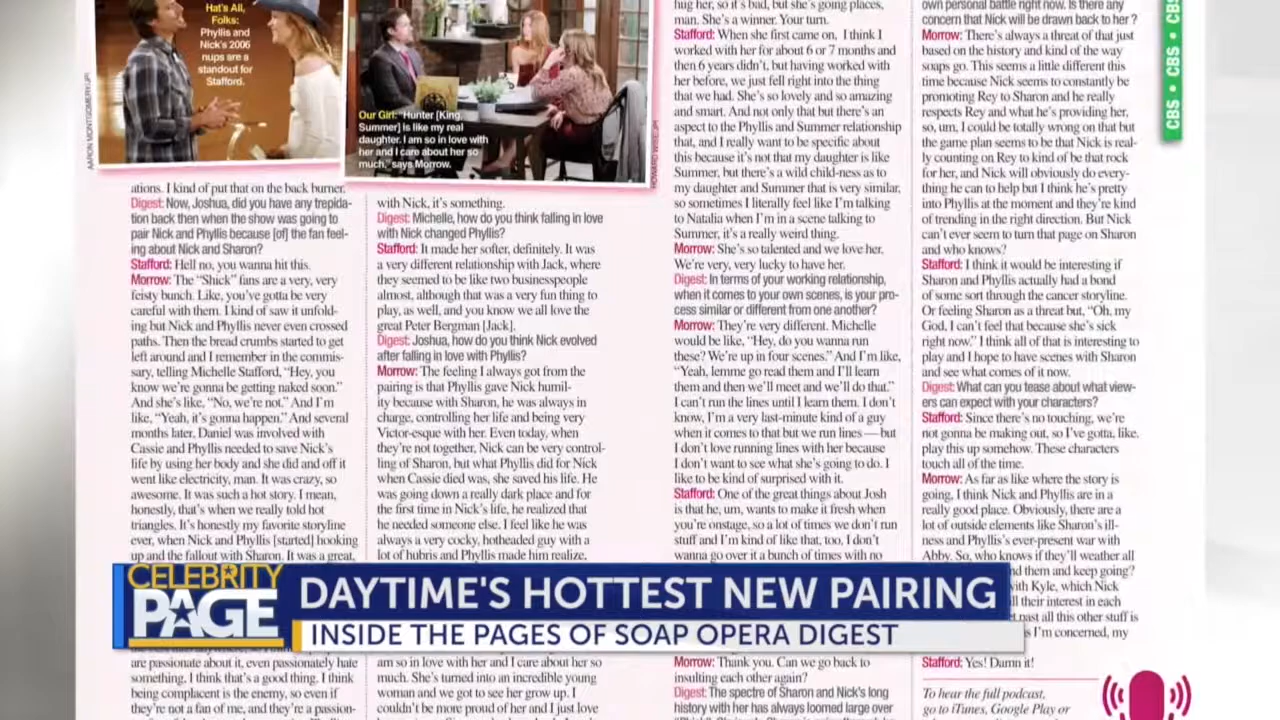 Hat's All,
Folks:
Phyllis and
Nick's 2006
nups are a
standout for
Stafford.
AARON MONTGOMERY/JPI
Our Girl: "Hunter [King,
Summer] is like my real
daughter. I am so in love with
her and I care about her so
much," says Morrow.
HOWARD WISE/JPI
ations. I kind of put that on the back burner.
Digest: Now, Joshua, did you have any trepida-
tion back then when the show was going to
pair Nick and Phyllis because [of] the fan feel-
ing about Nick and Sharon?
Stafford: Hell no, you wanna hit this.
Morrow: The "Shick" fans are a very, very
feisty bunch. Like, you've gotta be very
careful with them. I kind of saw it unfold-
ing but Nick and Phyllis never even crossed
paths. Then the bread crumbs started to get
left around and I remember in the commis-
sary, telling Michelle Stafford, "Hey, you
know we're gonna be getting naked soon."
And she's like, "No, we're not." And I'm
like, "Yeah, it's gonna happen." And several
months later, Daniel was involved with
Cassie and Phyllis needed to save Nick's
life by using her body and she did and off it
went like electricity, man. It was crazy, so
awesome. It was such a hot story. I mean,
honestly, that's when we really told hot
triangles. It's honestly my favorite storyline
ever, when Nick and Phyllis [started] hooking
up and the fallout with Sharon. It was a great,
are passionate about it, even passionately hate
something. I think that's a good thing. I think
being complacent is the enemy, so even if
they're not a fan of me, and they're a passion-
with Nick, it's something.
Digest: Michelle, how do you think falling in love
with Nick changed Phyllis?
Stafford: It made her softer, definitely. It was
a very different relationship with Jack, where
they seemed to be like two businesspeople
almost, although that was a very fun thing to
play, as well, and you know we all love the
great Peter Bergman [Jack].
Digest: Joshua, how do you think Nick evolved
after falling in love with Phyllis?
Morrow: The feeling I always got from the
pairing is that Phyllis gave Nick humil-
ity because with Sharon, he was always in
charge, controlling her life and being very
Victor-esque with her. Even today, when
they're not together, Nick can be very control-
ling of Sharon, but what Phyllis did for Nick
when Cassie died was, she saved his life. He
was going down a really dark place and for
the first time in Nick's life, he realized that
he needed someone else. I feel like he was
always a very cocky, hotheaded guy with a
lot of hubris and Phyllis made him realize,
am so in love with her and I care about her so
much. She's turned into an incredible young
woman and we got to see her grow up. I
couldn't be more proud of her and I just love
hug her, so it's bad, but she's going places,
man. She's a winner. Your turn.
Stafford: When she first came on, I think I
worked with her for about 6 or 7 months and
then 6 years didn't, but having worked with
her before, we just fell right into the thing
that we had. She's so lovely and so amazing
and smart. And not only that but there's an
aspect to the Phyllis and Summer relationship
that, and I really want to be specific about
this because it's not that my daughter is like
Summer, but there's a wild child-ness as to
my daughter and Summer that is very similar,
so sometimes I literally feel like I'm talking
to Natalia when I'm in a scene talking to
Summer, it's a really weird thing.
Morrow: She's so talented and we love her.
We're very, very lucky to have her.
Digest: In terms of your working relationship,
when it comes to your own scenes, is your pro-
cess similar or different from one another?
Morrow: They're very different. Michelle
would be like, "Hey, do you wanna run
these? We're up in four scenes." And I'm like,
"Yeah, lemme go read them and I'll learn
them and then we'll meet and we'll do that."
I can't run the lines until I learn them. I don't
know, I'm a very last-minute kind of a guy
when it comes to that but we run lines — but
I don't love running lines with her because
I don't want to see what she's going to do. I
like to be kind of surprised with it.
Stafford: One of the great things about Josh
is that he, um, wants to make it fresh when
you're onstage, so a lot of times we don't run
stuff and I'm kind of like that, too, I don't
wanna go over it a bunch of times with no
Morrow: Thank you. Can we go back to
insulting each other again?
Digest: The spectre of Sharon and Nick's long
history with her has always loomed large over
own personal battle right now. Is there any
concern that Nick will be drawn back to her?
Morrow: There's always a threat of that just
based on the history and kind of the way
soaps go. This seems a little different this
time because Nick seems to constantly be
promoting Rey to Sharon and he really
respects Rey and what he's providing her,
so, um, I could be totally wrong on that but
the game plan seems to be that Nick is real-
ly counting on Rey to kind of be that rock
for her, and Nick will obviously do every-
thing he can to help but I think he's pretty
into Phyllis at the moment and they're kind
of trending in the right direction. But Nick
can't ever seem to turn that page on Sharon
and who knows?
Stafford: I think it would be interesting if
Sharon and Phyllis actually had a bond
of some sort through the cancer storyline.
Or feeling Sharon as a threat but, "Oh, my
God, I can't feel that because she's sick
right now." I think all of that is interesting to
play and I hope to have scenes with Sharon
and see what comes of it now.
Digest: What can you tease about what view-
ers can expect with your characters?
Stafford: Since there's no touching, we're
not gonna be making out, so I've gotta, like,
play this up somehow. These characters
touch all of the time.
Morrow: As far as like where the story is
going, I think Nick and Phyllis are in a
really good place. Obviously, there are a
lot of outside elements like Sharon's ill-
ness and Phyllis's ever-present war with
Abby. So, who knows if they'll weather all
nd them and keep going?
with Kyle, which Nick
ll their interest in each
et past all this other stuff is
s I'm concerned, my
Stafford: Yes! Damn it!
To hear the full podcast,
go to iTunes, Google Play or
CBS • CBS • CBS
CELEBRITY
PAGE
DAYTIME'S HOTTEST NEW PAIRING
INSIDE THE PAGES OF SOAP OPERA DIGEST